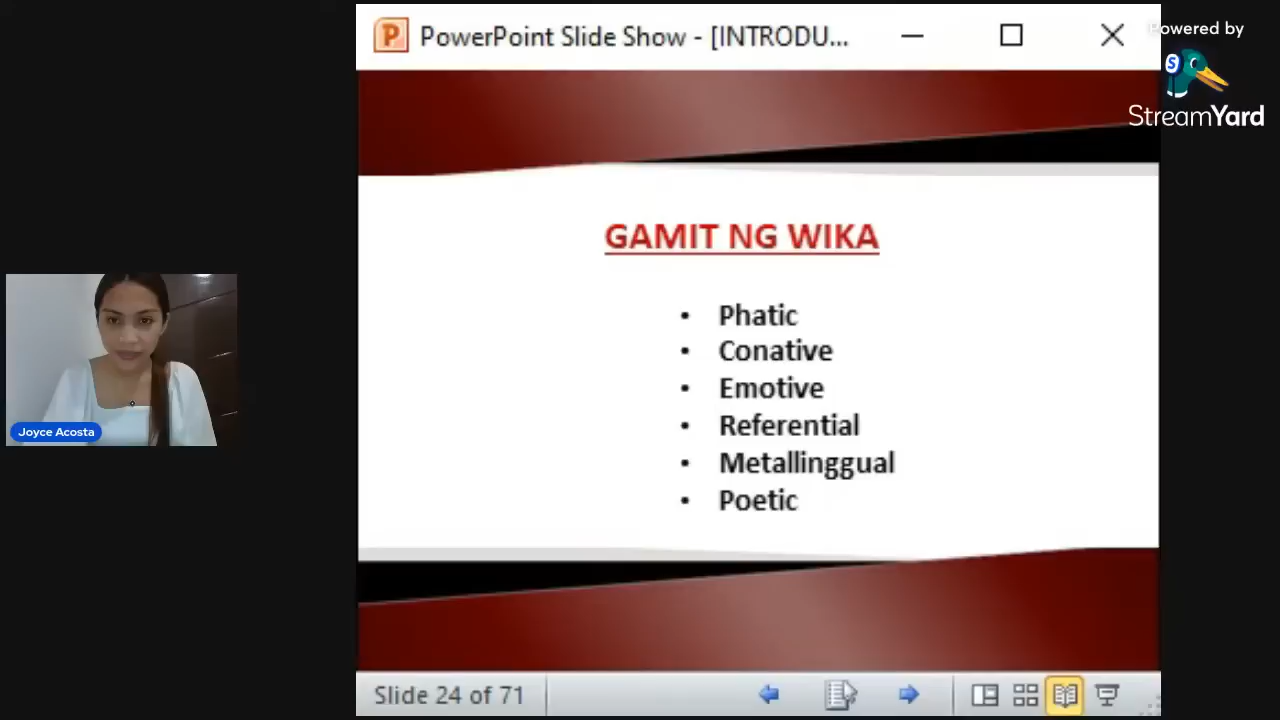 PowerPoint Slide Show - [INTRODU...
Powered by
StreamYard
GAMIT NG WIKA
• Phatic
• Conative
• Emotive
• Referential
• Metallinggual
• Poetic
Joyce Acosta
Slide 24 of 71